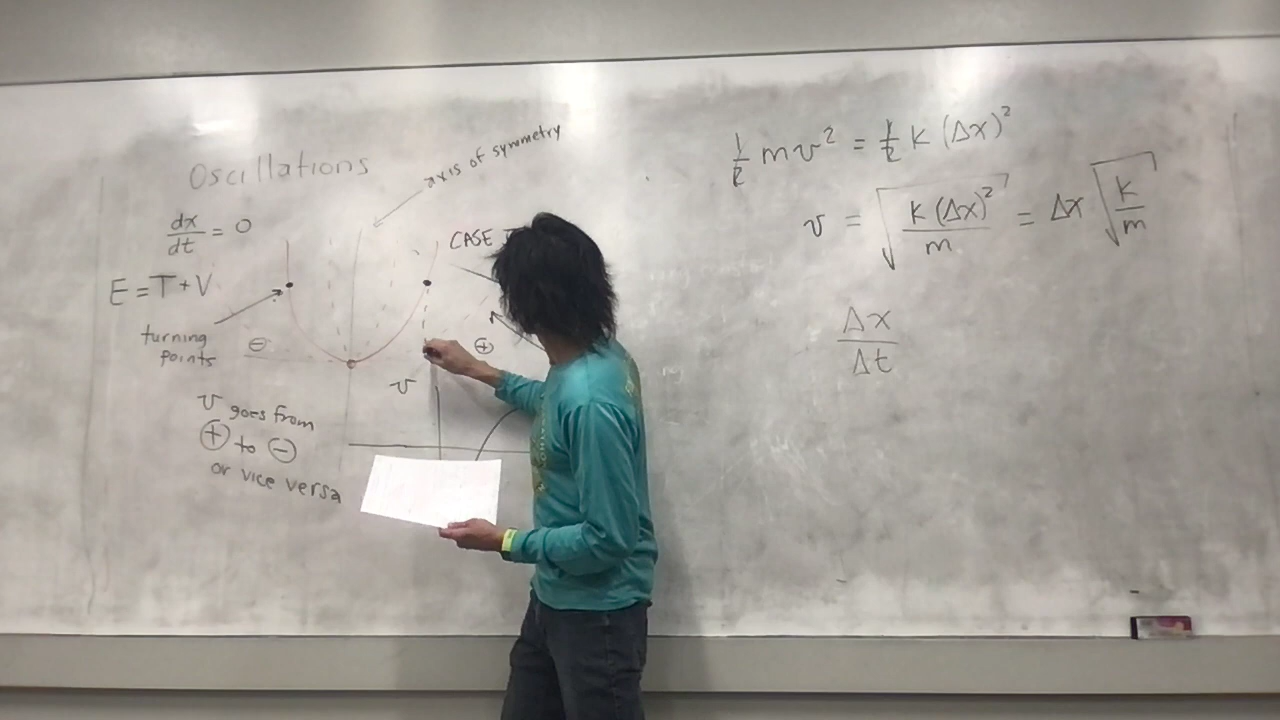 Oscillations
dx/dt = 0
E = T + V
turning
points
⊖
v goes from
⊕ to ⊖
or vice versa
axis of symmetry
CASE
⊕
v
1/2 mv² = 1/2 k (Δx)²
v = √(k(Δx)²/m) = Δx √(k/m)
Δx/Δt